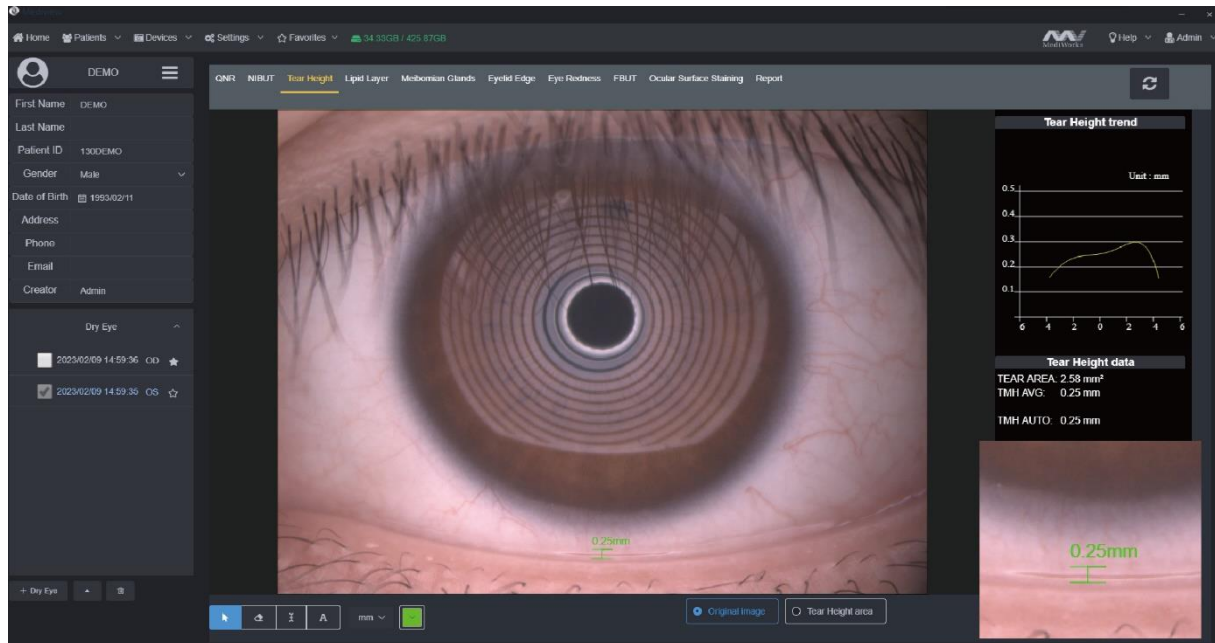 Home Patients Devices Settings Favorites 34.33GB / 425.87GB MediWorks Help Admin
DEMO
QNR NIBUT Tear Height Lipid Layer Meibomian Glands Eyelid Edge Eye Redness FBUT Ocular Surface Staining Report
First Name DEMO
Last Name
Patient ID 130DEMO
Gender Male
Date of Birth 1993/02/11
Address
Phone
Email
Creator Admin
Dry Eye
2023/02/09 14:59:36 OD
2023/02/09 14:59:35 OS
+ Dry Eye
0.25mm
A mm
Original image Tear Height area
Tear Height trend
Unit : mm
0.5
0.4
0.3
0.2
0.1
6 4 2 0 2 4 6
Tear Height data
TEAR AREA: 2.58 mm²
TMH AVG: 0.25 mm
TMH AUTO: 0.25 mm
0.25mm